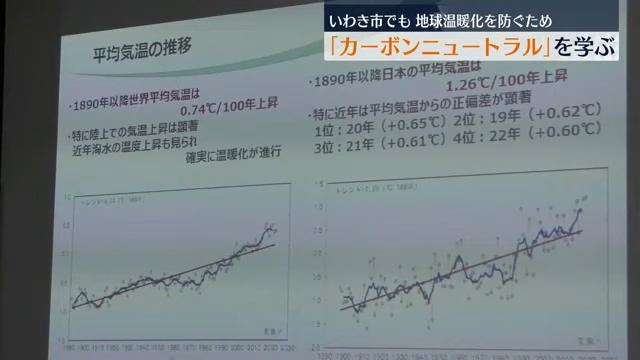 いわき市でも 地球温暖化を防ぐため
「カーボンニュートラル」を学ぶ
平均気温の推移
・1890年以降世界平均気温は
0.74℃/100年上昇
・特に陸上での気温上昇は顕著
近年海水の温度上昇も見られ
確実に温暖化が進行
・1890年以降日本の平均気温は
1.26℃/100年上昇
・特に近年は平均気温からの正偏差が顕著
1位：20年（+0.65℃）2位：19年（+0.62℃）
3位：21年（+0.61℃）4位：22年（+0.60℃）